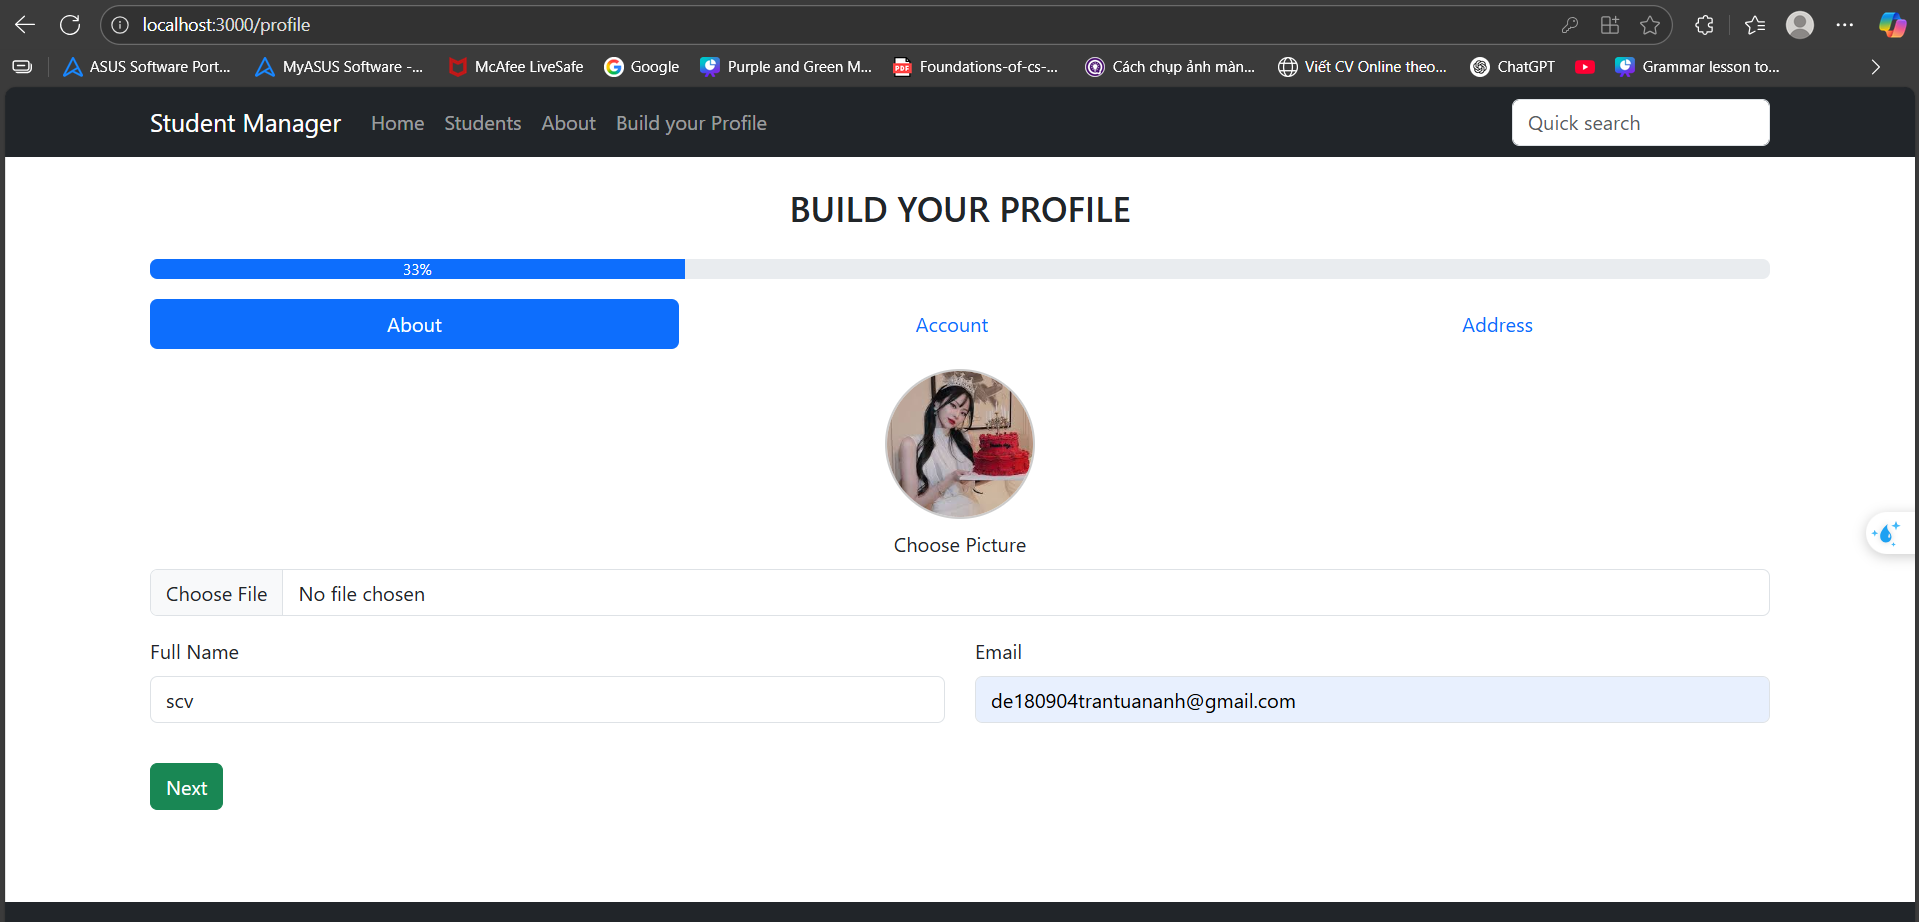 localhost:3000/profile
ASUS Software Port...
MyASUS Software -...
McAfee LiveSafe
Google
Purple and Green M...
Foundations-of-cs-...
Cách chụp ảnh màn...
Viết CV Online theo...
ChatGPT
Grammar lesson to...
Student Manager
Home
Students
About
Build your Profile
Quick search
BUILD YOUR PROFILE
33%
About
Account
Address
Choose Picture
Choose File
No file chosen
Full Name
Email
scv
de180904trantuananh@gmail.com
Next